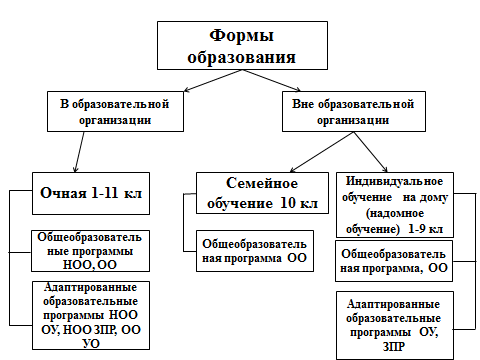 Формы
образования
В образовательной
организации
Вне образовательной
организации
Очная 1-11 кл
Общеобразователь
ные программы
НОО, ОО
Адаптированные
образовательные
программы НОО
ОУ, НОО ЗПР, ОО
УО
Семейное
обучение 10 кл
Общеобразователь
ная программа ОО
Индивидуальное
обучение на дому
(надомное
обучение) 1-9 кл
Общеобразователь
ная программа, ОО
Адаптированные
образовательные
программы ОУ,
ЗПР